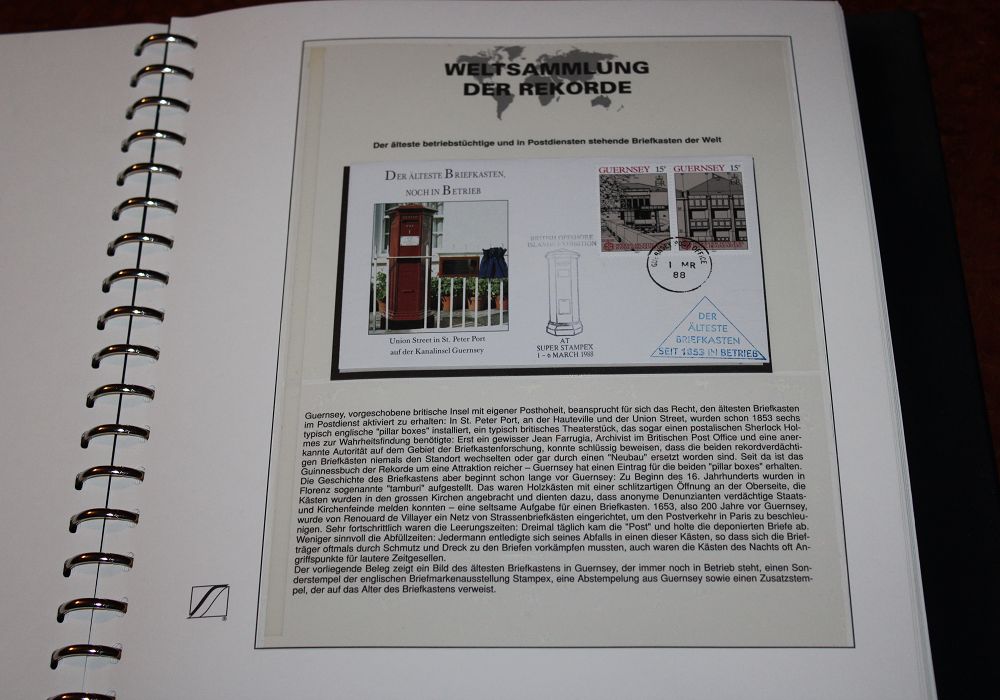 WELTSAMMLUNG
DER REKORDE
Der älteste betriebstüchtige und in Postdiensten stehende Briefkasten der Welt
DER ÄLTESTE BRIEFKASTEN,
NOCH IN BETRIEB
GUERNSEY 15p
GUERNSEY 15p
BRITISH OFFSHORE
ISLANDS EXHIBITION
GUERNSEY POST OFFICE
1 MR
88
DER
ÄLTESTE
BRIEFKASTEN
SEIT 1853 IN BETRIEB
AT
SUPER STAMPEX
1 - 6 MARCH 1988
Union Street in St. Peter Port
auf der Kanalinsel Guernsey
Guernsey, vorgeschobene britische Insel mit eigener Posthoheit, beansprucht für sich das Recht, den ältesten Briefkasten
im Postdienst aktiviert zu erhalten: In St. Peter Port, an der Hauteville und der Union Street, wurden schon 1853 sechs
typisch englische "pillar boxes" installiert, ein typisch britisches Theaterstück, das sogar einen postalischen Sherlock Hol-
mes zur Wahrheitsfindung benötigte: Erst ein gewisser Jean Farrugia, Archivist im Britischen Post Office und eine aner-
kannte Autorität auf dem Gebiet der Briefkastenforschung, konnte schlüssig beweisen, dass die beiden rekordverdächti-
gen Briefkästen niemals den Standort wechselten oder gar durch einen "Neubau" ersetzt worden sind. Seit da ist das
Guinnessbuch der Rekorde um eine Attraktion reicher – Guernsey hat einen Eintrag für die beiden "pillar boxes" erhalten.
Die Geschichte des Briefkastens aber beginnt schon lange vor Guernsey: Zu Beginn des 16. Jahrhunderts wurden in
Florenz sogenannte "tamburi" aufgestellt. Das waren Holzkästen mit einer schlitzartigen Öffnung an der Oberseite, die
Kästen wurden in den grossen Kirchen angebracht und dienten dazu, dass anonyme Denunzianten verdächtige Staats-
und Kirchenfeinde melden konnten – eine seltsame Aufgabe für einen Briefkasten. 1653, also 200 Jahre vor Guernsey,
wurde von Renouard de Villayer ein Netz von Strassenbriefkästen eingerichtet, um den Postverkehr in Paris zu beschleu-
nigen. Sehr fortschrittlich waren die Leerungszeiten: Dreimal täglich kam die "Post" und holte die deponierten Briefe ab.
Weniger sinnvoll die Abfüllzeiten: Jedermann entledigte sich seines Abfalls in einen dieser Kästen, so dass sich die Brief-
träger oftmals durch Schmutz und Dreck zu den Briefen vorkämpfen mussten, auch waren die Kästen des Nachts oft An-
griffspunkte für lautere Zeitgesellen.
Der vorliegende Beleg zeigt ein Bild des ältesten Briefkastens in Guernsey, der immer noch in Betrieb steht, einen Son-
derstempel der englischen Briefmarkenausstellung Stampex, eine Abstempelung aus Guernsey sowie einen Zusatzstem-
pel, der auf das Alter des Briefkastens verweist.